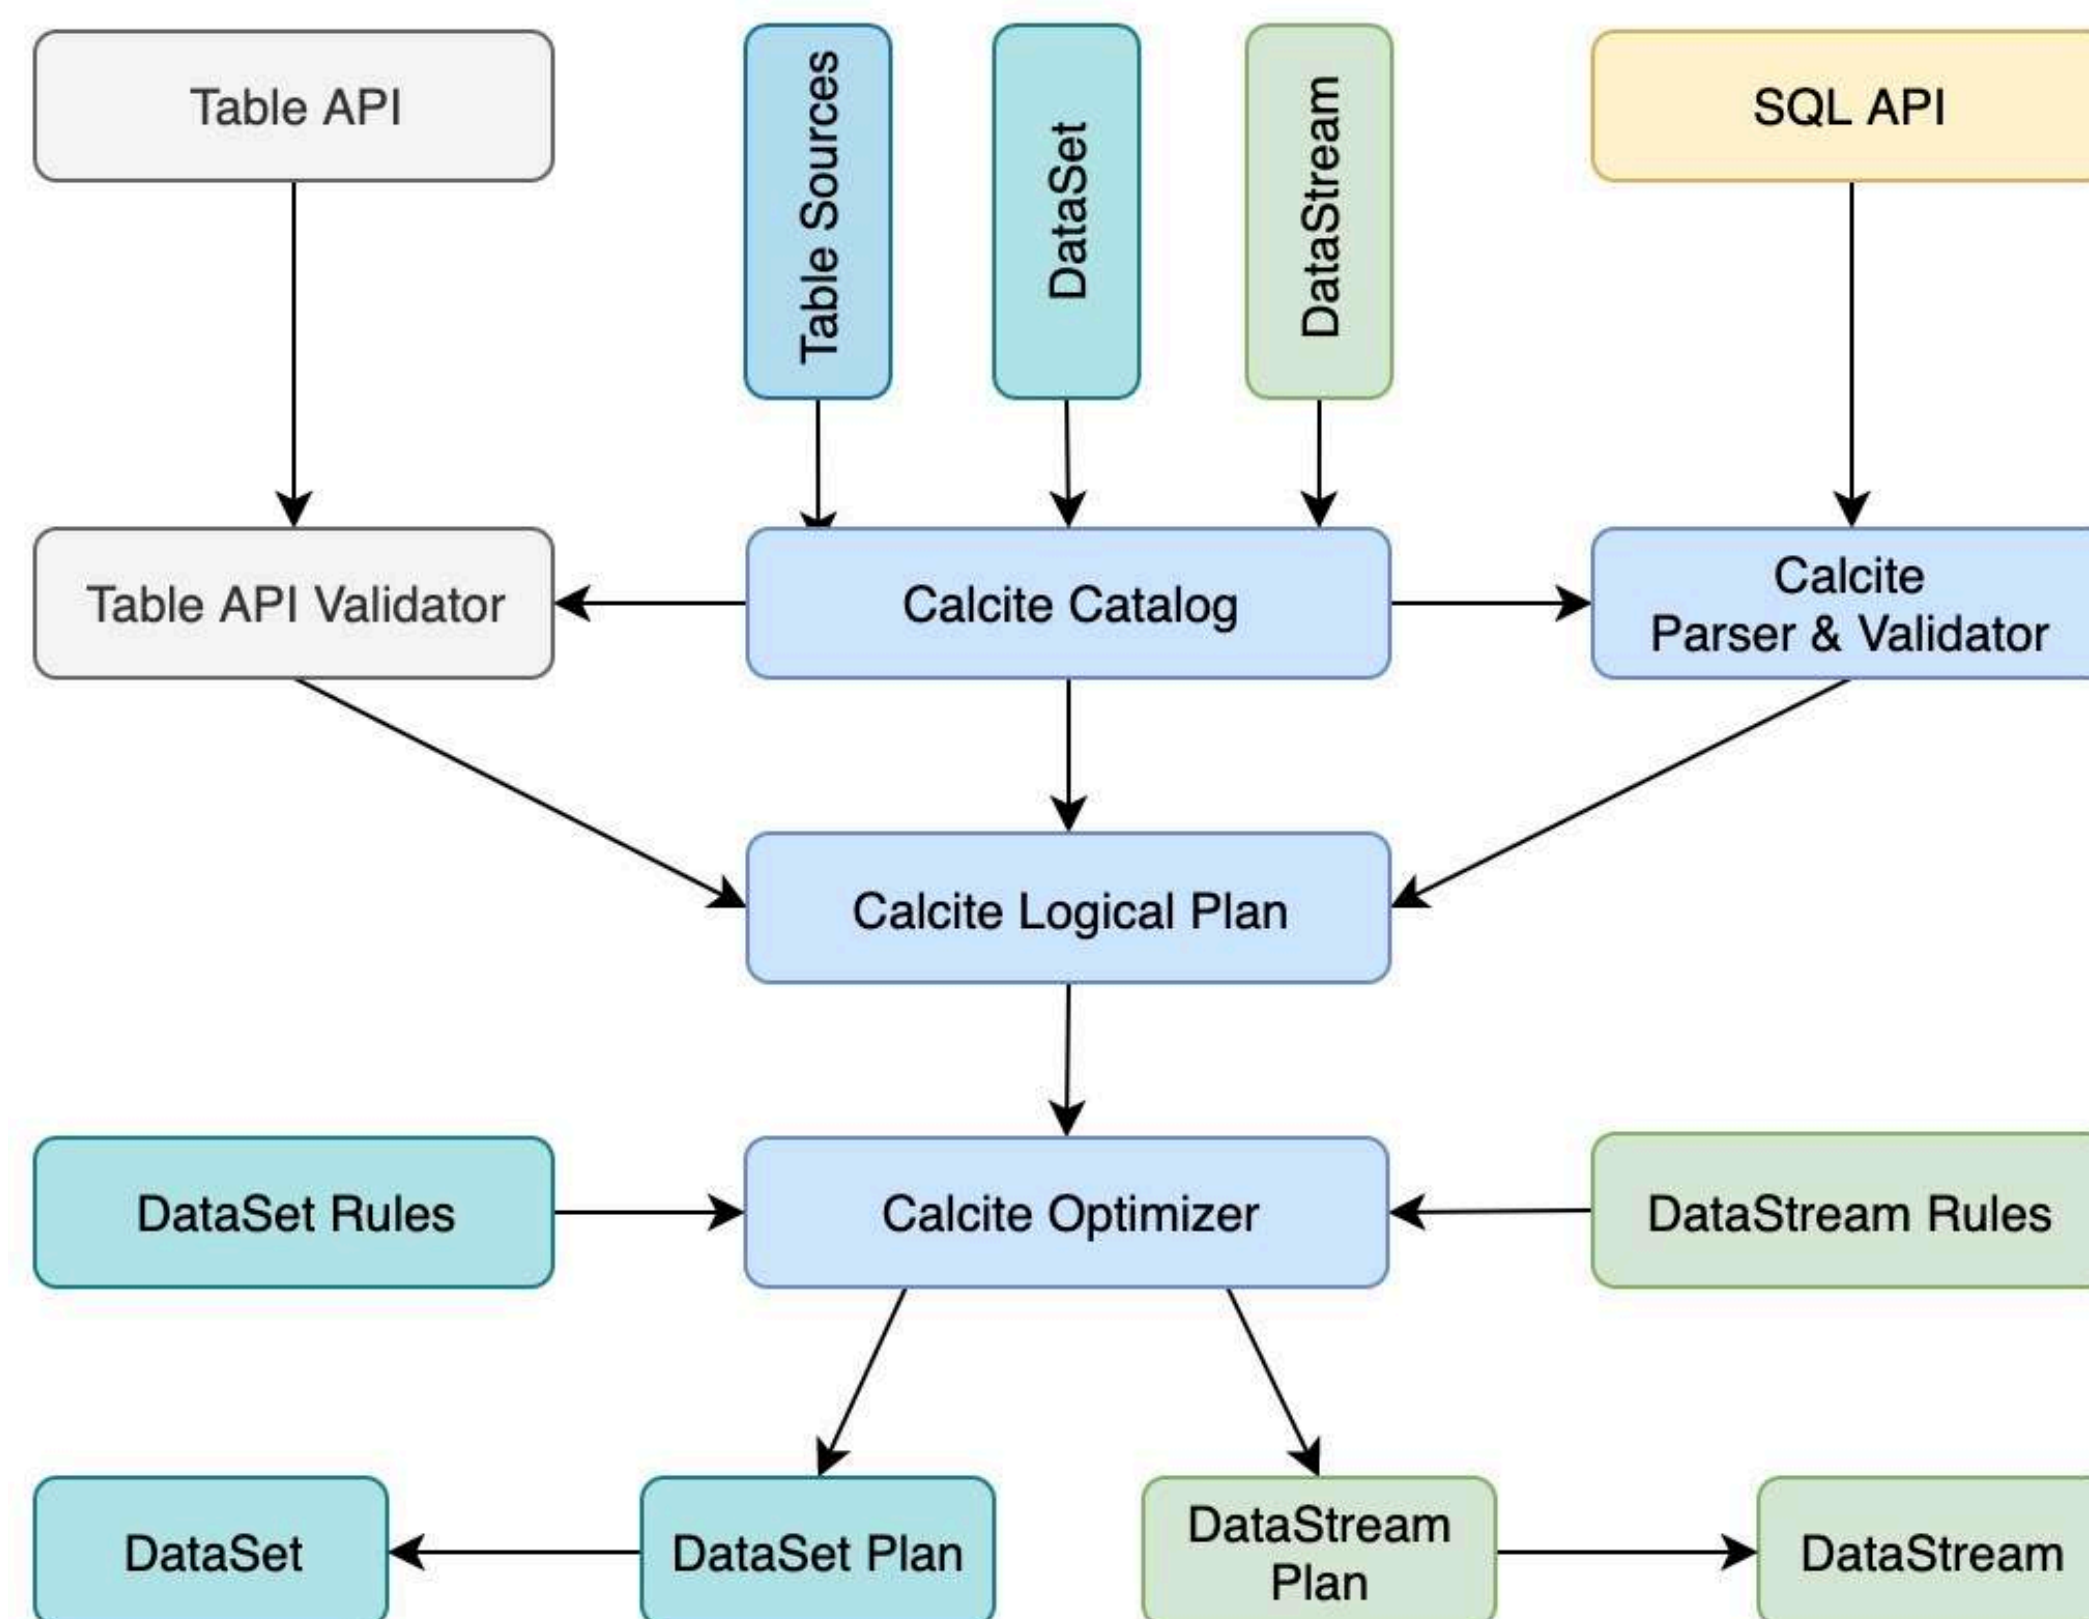 Table API
Table Sources
DataSet
DataStream
SQL API
Table API Validator
Calcite Catalog
Calcite
Parser & Validator
Calcite Logical Plan
DataSet Rules
Calcite Optimizer
DataStream Rules
DataSet
DataSet Plan
DataStream
Plan
DataStream